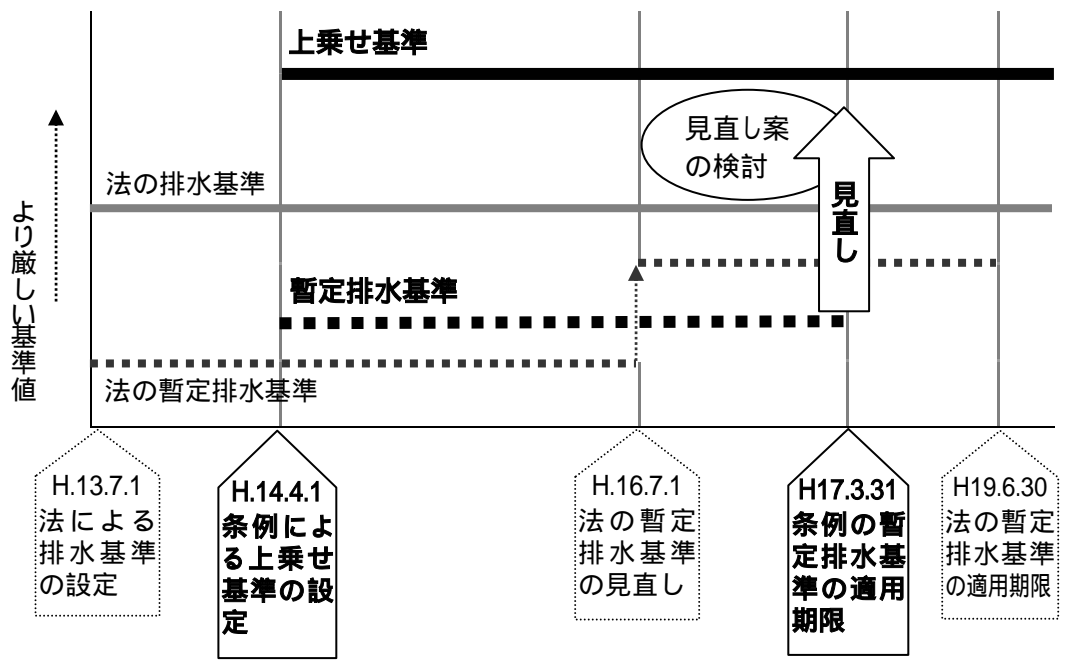 上乗せ基準
見直し案
の検討
法の排水基準
見直し
より厳しい基準値
暫定排水基準
法の暫定排水基準
H.13.7.1
法による
排水基準
の設定
H.14.4.1
条例によ
る上乗せ
基準の設
定
H.16.7.1
法の暫定
排水基準
の見直し
H17.3.31
条例の暫
定排水基
準の適用
期限
H19.6.30
法の暫定
排水基準
の適用期限